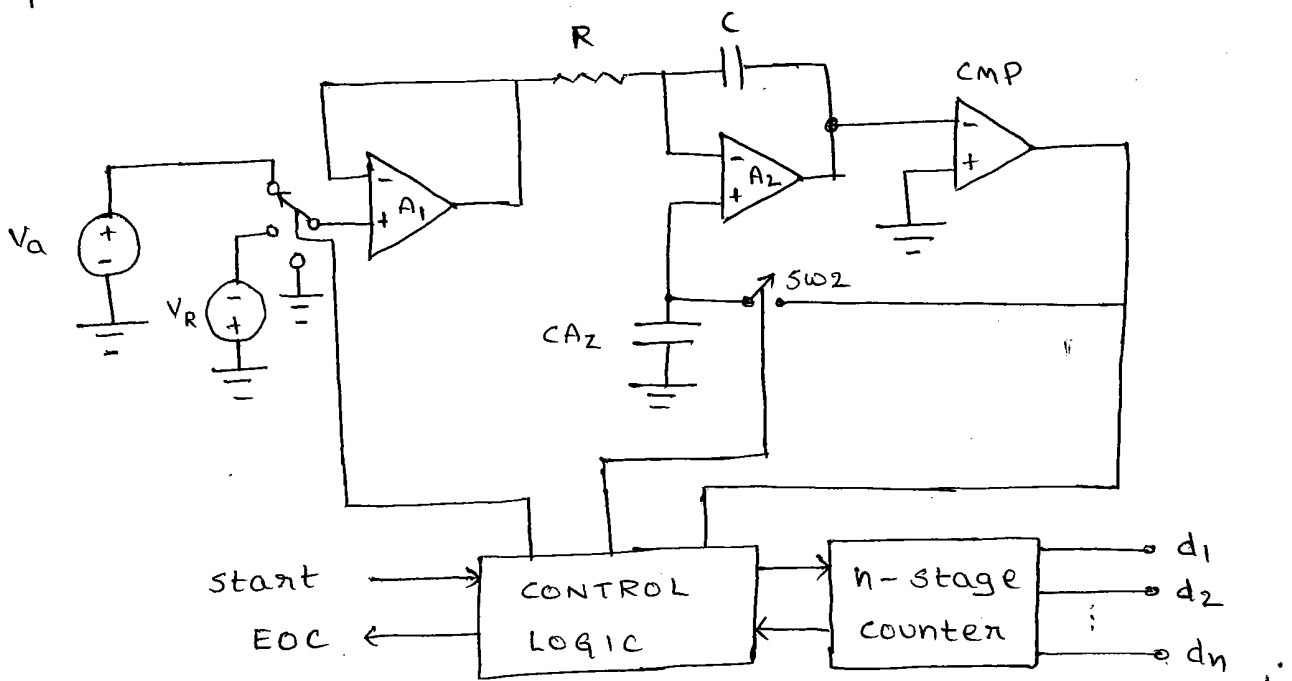 R
C
CMP
-
+
-
A1
+
-
A2
+
Va
+
-
VR
-
+
SW2
CAZ
start
EOC
CONTROL
LOGIC
n-stage
counter
d1
d2
⋮
dn